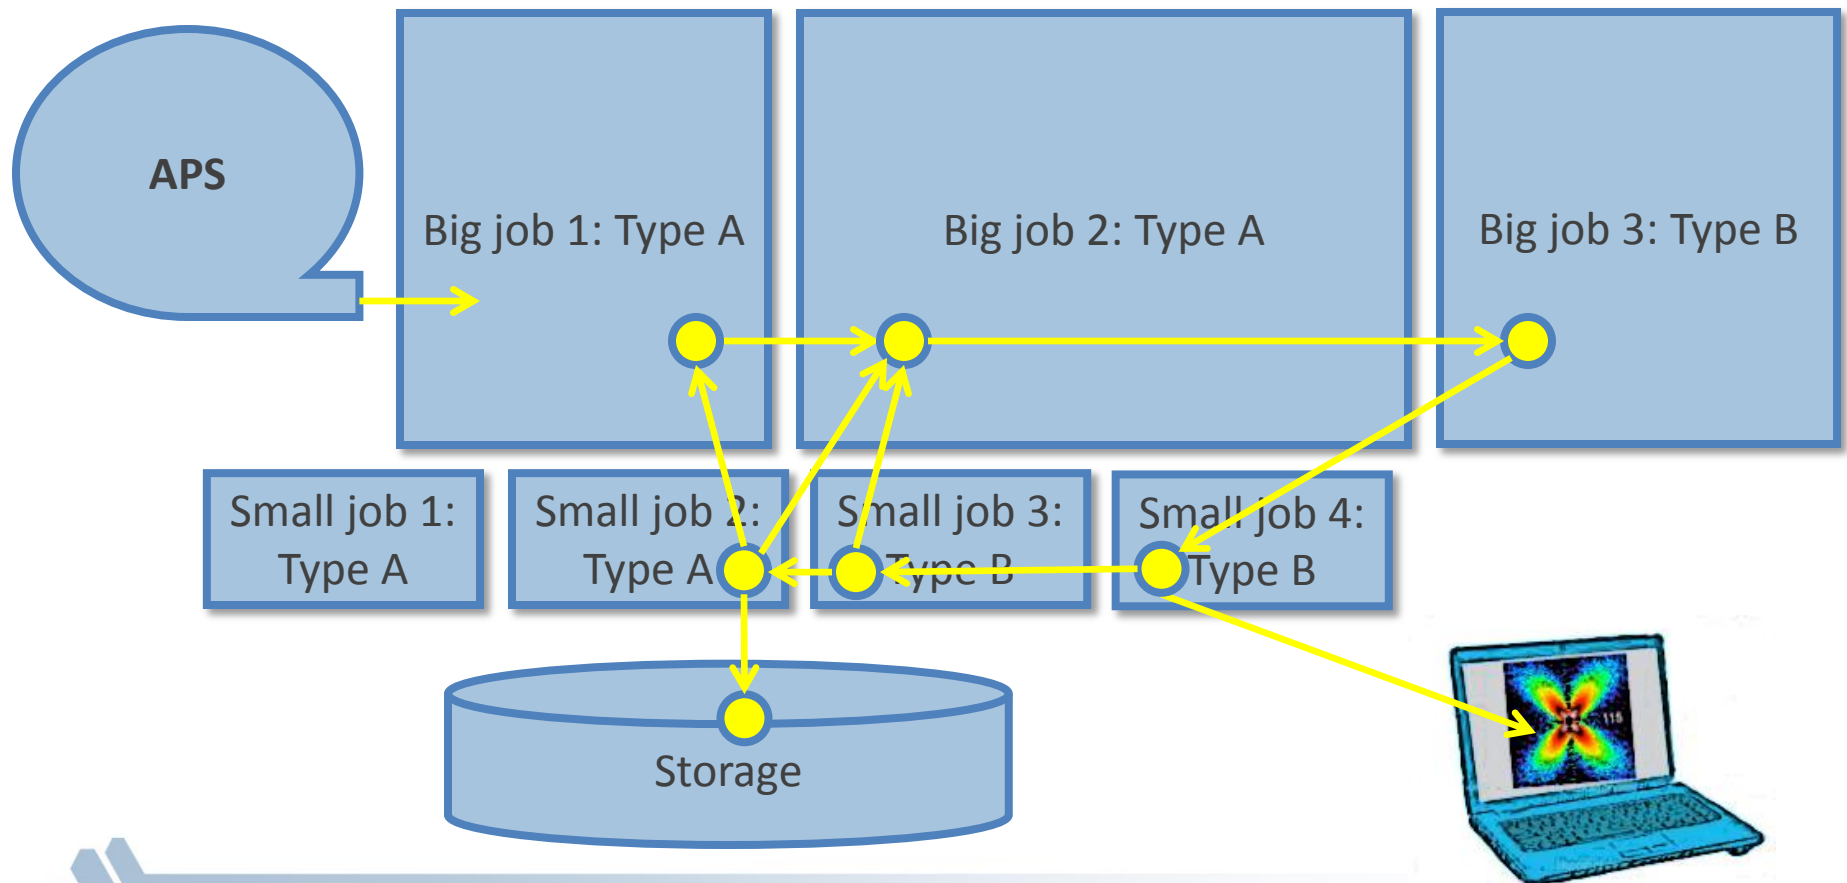 APS
Big job 1: Type A
Big job 2: Type A
Big job 3: Type B
Small job 1:
Type A
Small job 2:
Type A
Small job 3:
Type B
Small job 4:
Type B
Storage
115